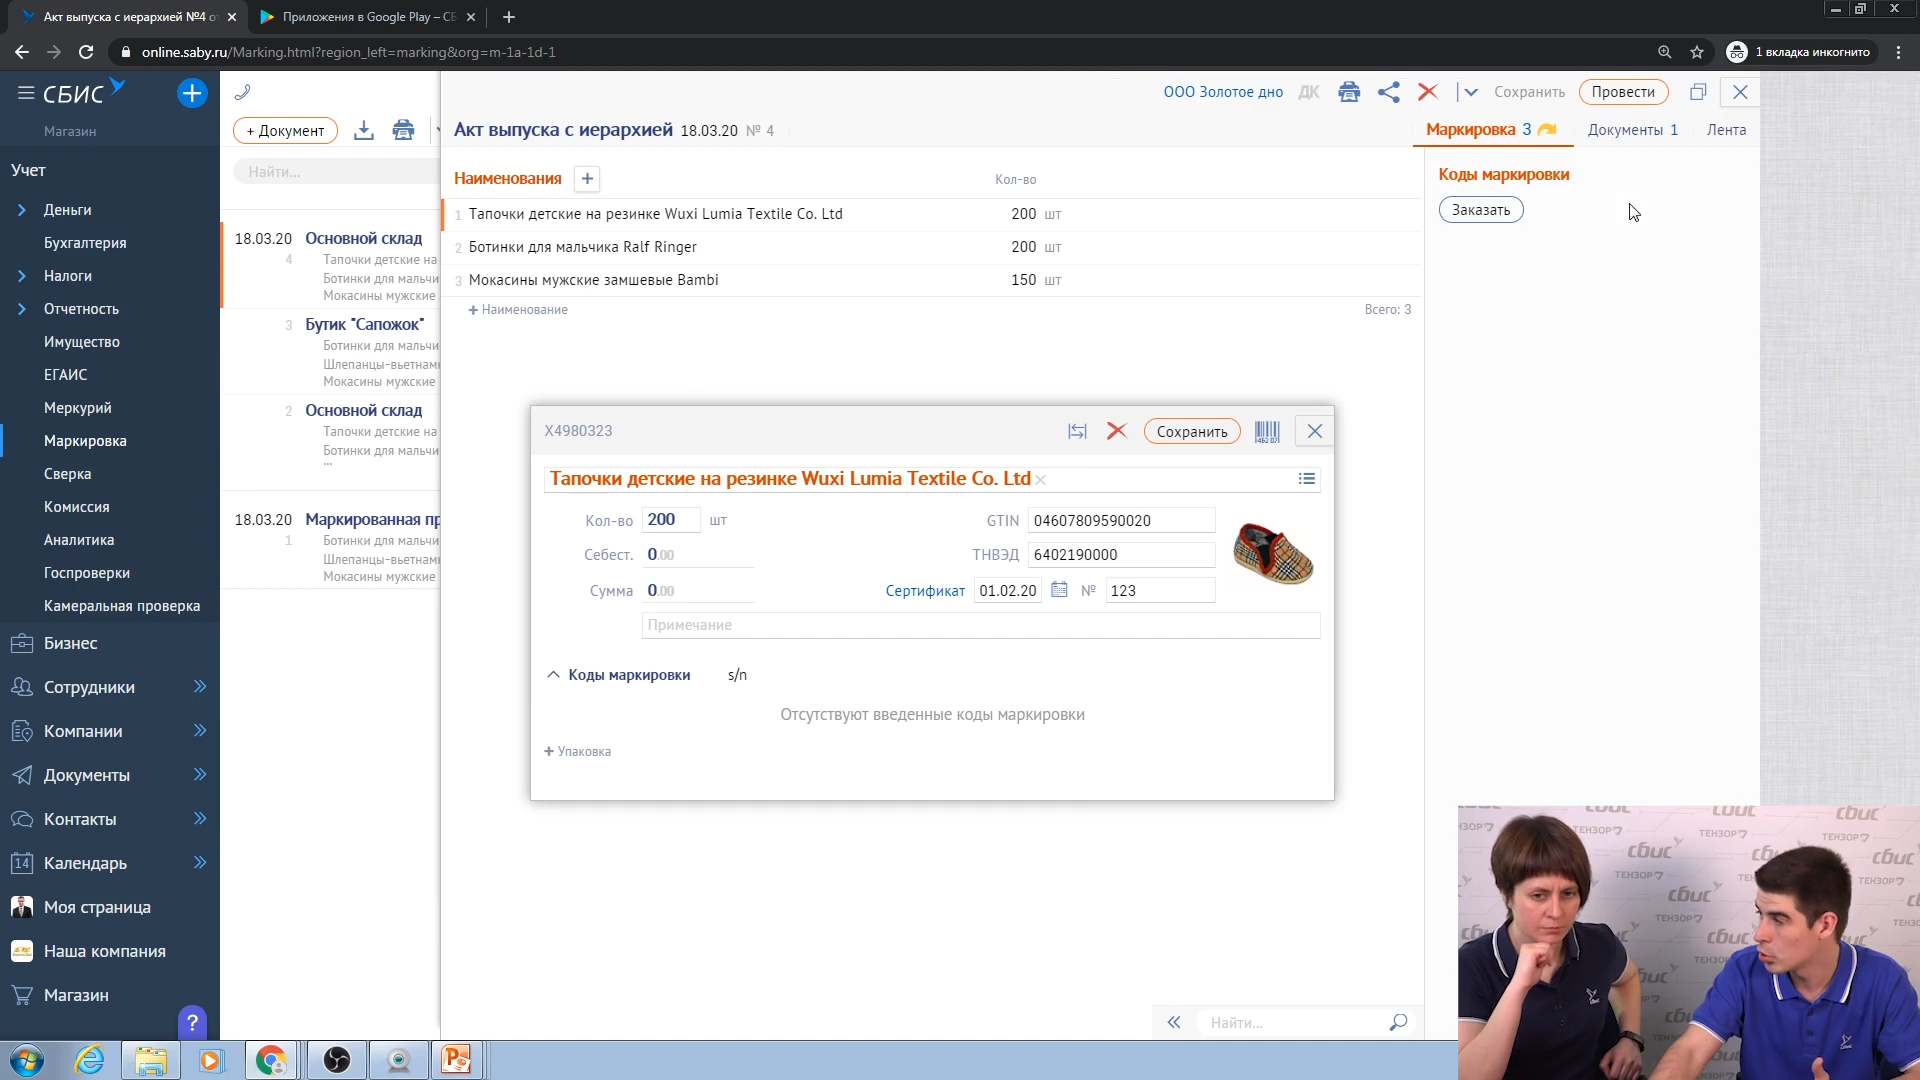 Акт выпуска с иерархией №4 о
Приложения в Google Play – СБ
online.saby.ru/Marking.html?region_left=marking&org=m-1a-1d-1
1 вкладка инкогнито
СБИС
Магазин
Учет
Деньги
Бухгалтерия
Налоги
Отчетность
Имущество
ЕГАИС
Меркурий
Маркировка
Сверка
Комиссия
Аналитика
Госпроверки
Камеральная проверка
Бизнес
Сотрудники
Компании
Документы
Контакты
14 Календарь
Моя страница
Наша компания
Магазин
?
+ Документ
Найти...
18.03.20 Основной склад
4 Тапочки детские на
Ботинки для мальчи
Мокасины мужские
3 Бутик "Сапожок"
Ботинки для мальчи
Шлепанцы-вьетнамк
Мокасины мужские
2 Основной склад
Тапочки детские на
Ботинки для мальчи
...
18.03.20 Маркированная пр
1 Ботинки для мальчи
Шлепанцы-вьетнамк
Мокасины мужские
ООО Золотое дно ДК Сохранить Провести
Акт выпуска с иерархией 18.03.20 № 4
Маркировка 3 Документы 1 Лента
Наименования + Кол-во
1 Тапочки детские на резинке Wuxi Lumia Textile Co. Ltd 200 шт
2 Ботинки для мальчика Ralf Ringer 200 шт
3 Мокасины мужские замшевые Bambi 150 шт
+ Наименование Всего: 3
Коды маркировки
Заказать
X4980323 Сохранить
Тапочки детские на резинке Wuxi Lumia Textile Co. Ltd
Кол-во 200 шт GTIN 04607809590020
Себест. 0.00 ТНВЭД 6402190000
Сумма 0.00 Сертификат 01.02.20 № 123
Примечание
Коды маркировки s/n
Отсутствуют введенные коды маркировки
+ Упаковка
Найти...
сбис
ТЕНЗОР